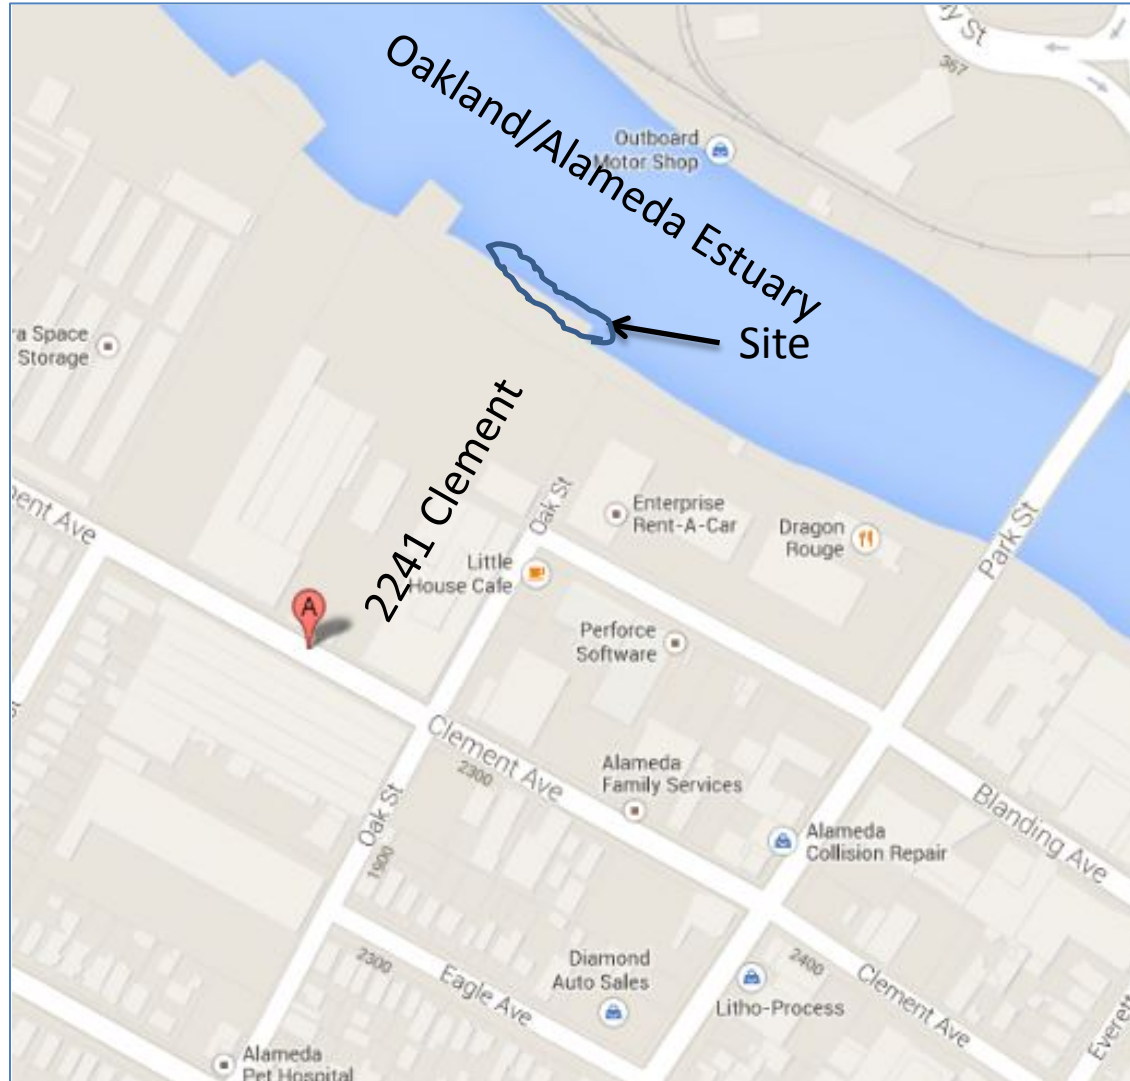 Oakland/Alameda Estuary
367
Outboard
Motor Shop
Site
Space
Storage
2241 Clement
Clement Ave
Oak St
Enterprise
Rent-A-Car
Dragon
Rouge
Park St
Little
House Cafe
A
Perforce
Software
Clement Ave
2300
Alameda
Family Services
Blanding Ave
Oak St
1900
Alameda
Collision Repair
2300
Eagle Ave
Diamond
Auto Sales
Litho-Process
2400
Clement Ave
Everett
Alameda
Pet Hospital